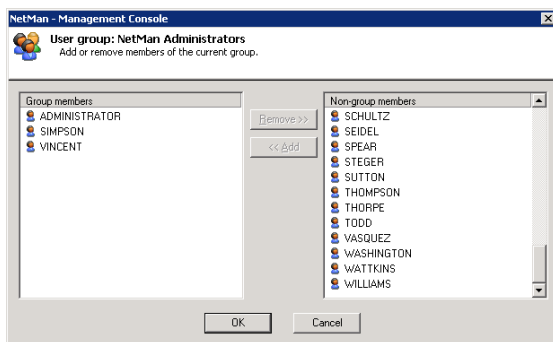 NetMan - Management Console
User group: NetMan Administrators
Add or remove members of the current group.
Group members
ADMINISTRATOR
SIMPSON
VINCENT
Remove >>
<< Add
Non-group members
SCHULTZ
SEIDEL
SPEAR
STEGER
SUTTON
THOMPSON
THORPE
TODD
VASQUEZ
WASHINGTON
WATTKINS
WILLIAMS
OK
Cancel